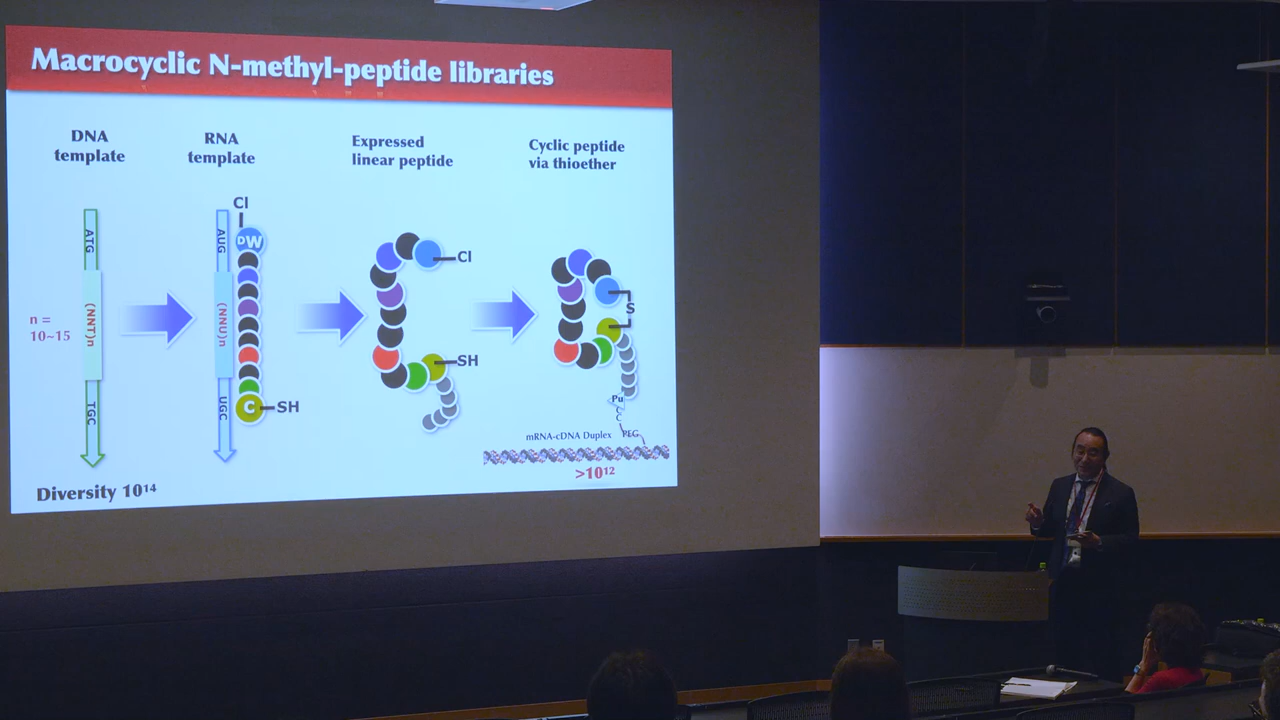 Macrocyclic N-methyl-peptide libraries
DNA
template
RNA
template
Expressed
linear peptide
Cyclic peptide
via thioether
n =
10~15
ATG
(NNT)n
TGC
Diversity 10¹⁴
AUG
(NNU)n
UGC
Cl
DW
C
SH
Cl
SH
S
Pu
C
C
PEG
mRNA-cDNA Duplex
>10¹²